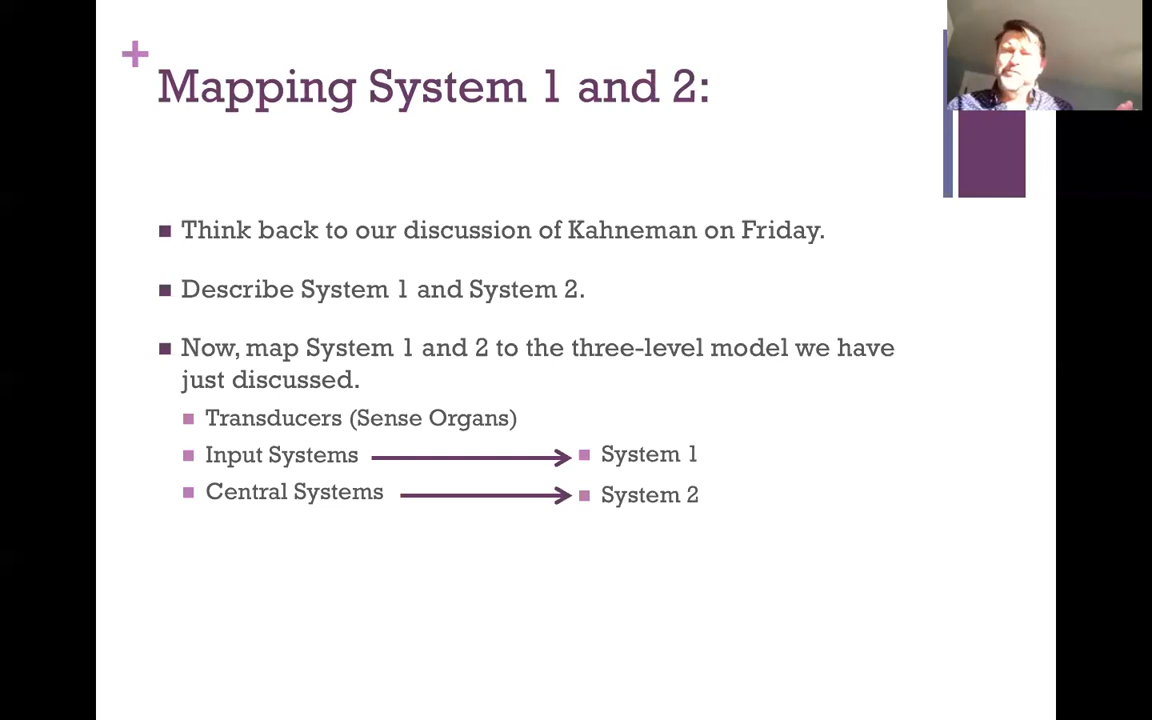 +
Mapping System 1 and 2:
Think back to our discussion of Kahneman on Friday.
Describe System 1 and System 2.
Now, map System 1 and 2 to the three-level model we have
just discussed.
Transducers (Sense Organs)
Input Systems
System 1
Central Systems
System 2